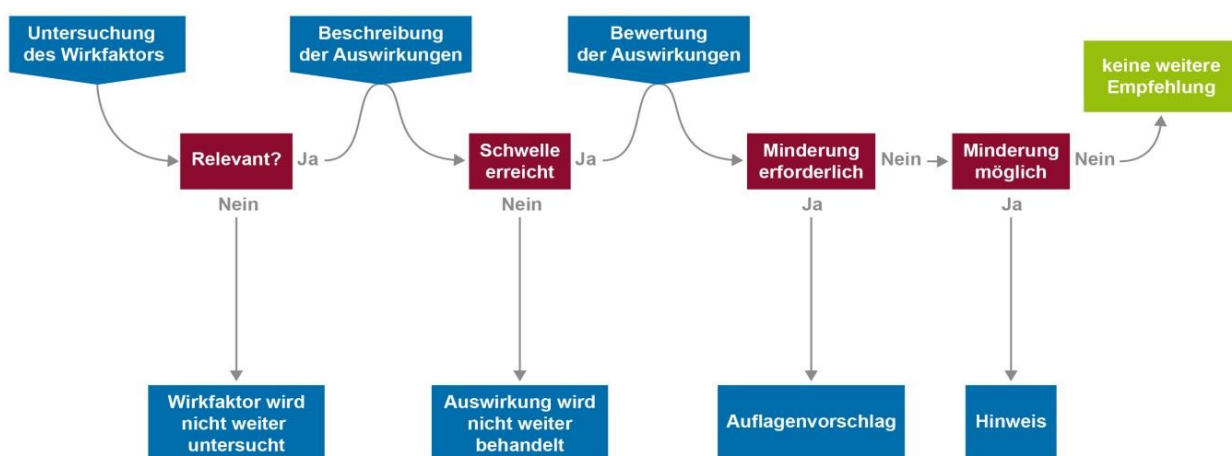 Untersuchung
des Wirkfaktors
Beschreibung
der Auswirkungen
Bewertung
der Auswirkungen
keine weitere
Empfehlung
Relevant?
Ja
Schwelle
erreicht
Ja
Minderung
erforderlich
Nein
Minderung
möglich
Nein
Nein
Nein
Ja
Ja
Wirkfaktor wird
nicht weiter
untersucht
Auswirkung wird
nicht weiter
behandelt
Auflagenvorschlag
Hinweis